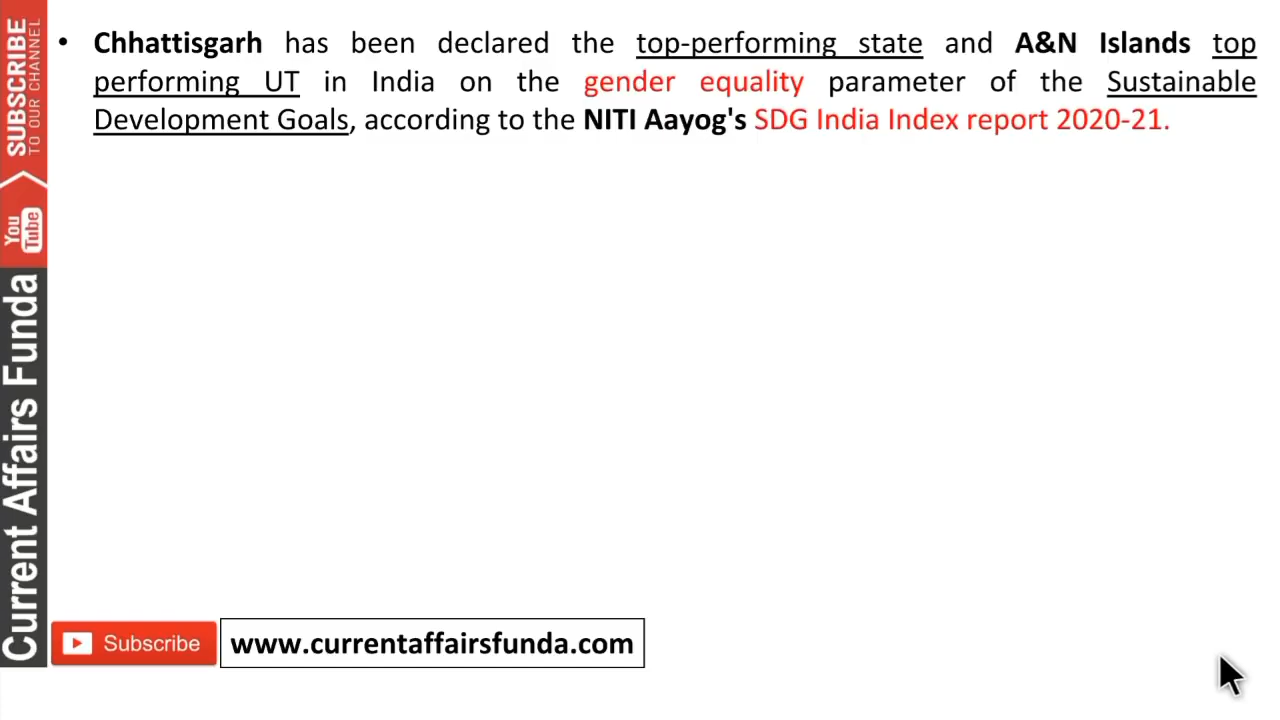 • Chhattisgarh has been declared the top-performing state and A&N Islands top
performing UT in India on the gender equality parameter of the Sustainable
Development Goals, according to the NITI Aayog's SDG India Index report 2020-21.
SUBSCRIBE
TO OUR CHANNEL
You
Tube
Current Affairs Funda
Subscribe
www.currentaffairsfunda.com